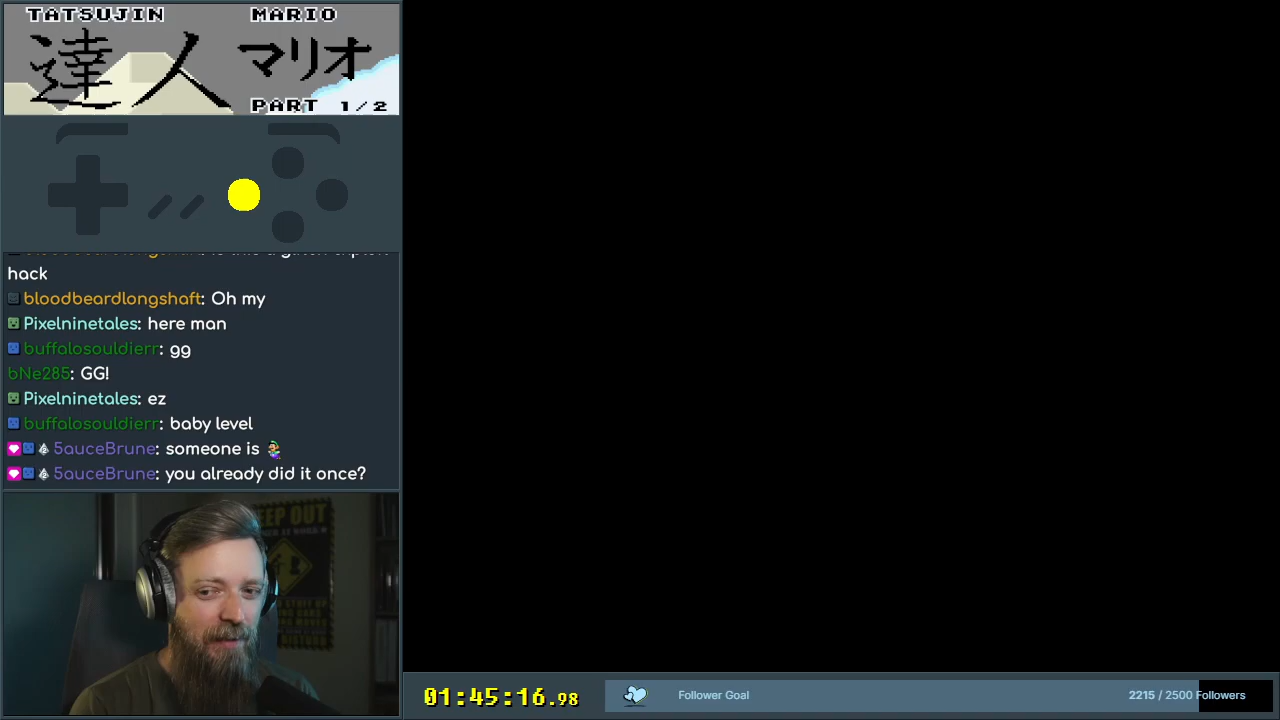 TATSUJIN MARIO
達人 マリオ
PART 1/2
hack
bloodbeardlongshaft: Oh my
Pixelninetales: here man
buffalosouldierr: gg
bNe285: GG!
Pixelninetales: ez
buffalosouldierr: baby level
5auceBrune: someone is
5auceBrune: you already did it once?
KEEP OUT
01:45:16.98
Follower Goal
2215 / 2500 Followers